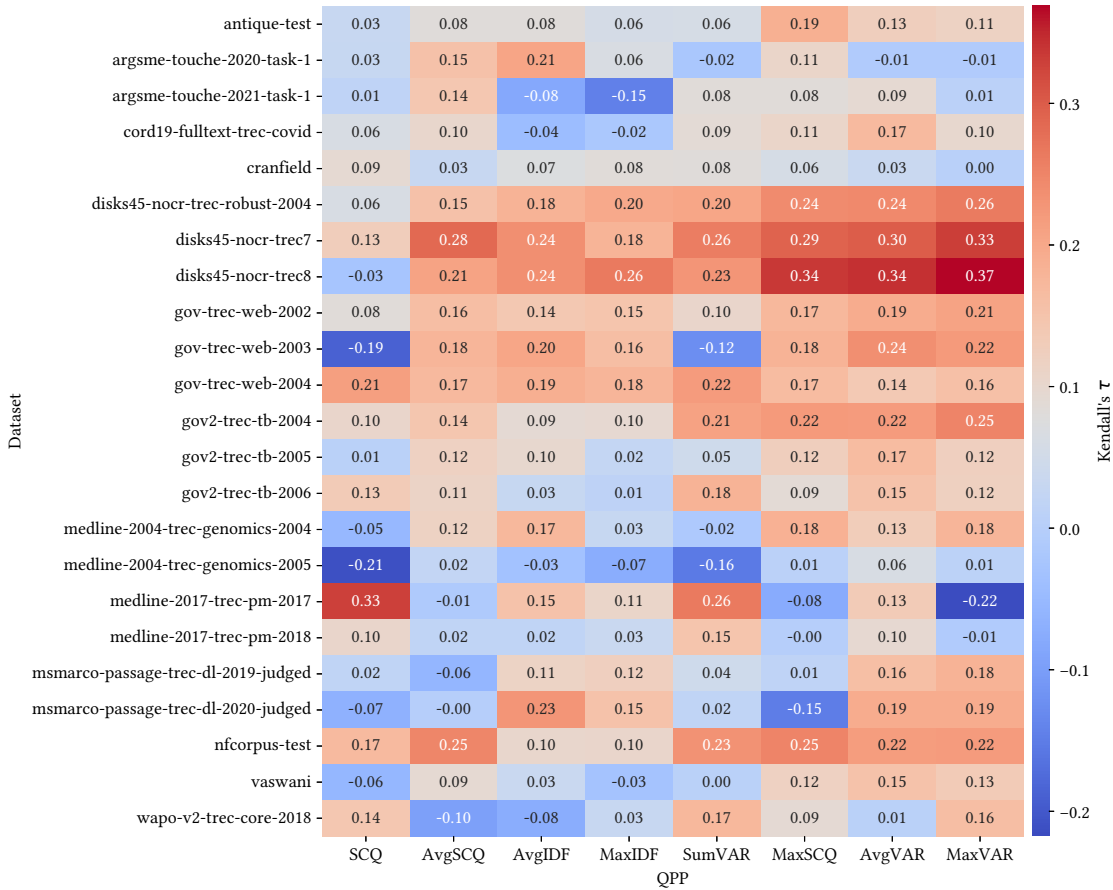 antique-test 0.03 0.08 0.08 0.06 0.06 0.19 0.13 0.11
argsme-touche-2020-task-1 0.03 0.15 0.21 0.06 -0.02 0.11 -0.01 -0.01
argsme-touche-2021-task-1 0.01 0.14 -0.08 -0.15 0.08 0.08 0.09 0.01
cord19-fulltext-trec-covid 0.06 0.10 -0.04 -0.02 0.09 0.11 0.17 0.10
cranfield 0.09 0.03 0.07 0.08 0.08 0.06 0.03 0.00
disks45-nocr-trec-robust-2004 0.06 0.15 0.18 0.20 0.20 0.24 0.24 0.26
disks45-nocr-trec7 0.13 0.28 0.24 0.18 0.26 0.29 0.30 0.33
disks45-nocr-trec8 -0.03 0.21 0.24 0.26 0.23 0.34 0.34 0.37
gov-trec-web-2002 0.08 0.16 0.14 0.15 0.10 0.17 0.19 0.21
gov-trec-web-2003 -0.19 0.18 0.20 0.16 -0.12 0.18 0.24 0.22
gov-trec-web-2004 0.21 0.17 0.19 0.18 0.22 0.17 0.14 0.16
gov2-trec-tb-2004 0.10 0.14 0.09 0.10 0.21 0.22 0.22 0.25
gov2-trec-tb-2005 0.01 0.12 0.10 0.02 0.05 0.12 0.17 0.12
gov2-trec-tb-2006 0.13 0.11 0.03 0.01 0.18 0.09 0.15 0.12
medline-2004-trec-genomics-2004 -0.05 0.12 0.17 0.03 -0.02 0.18 0.13 0.18
medline-2004-trec-genomics-2005 -0.21 0.02 -0.03 -0.07 -0.16 0.01 0.06 0.01
medline-2017-trec-pm-2017 0.33 -0.01 0.15 0.11 0.26 -0.08 0.13 -0.22
medline-2017-trec-pm-2018 0.10 0.02 0.02 0.03 0.15 -0.00 0.10 -0.01
msmarco-passage-trec-dl-2019-judged 0.02 -0.06 0.11 0.12 0.04 0.01 0.16 0.18
msmarco-passage-trec-dl-2020-judged -0.07 -0.00 0.23 0.15 0.02 -0.15 0.19 0.19
nfcorpus-test 0.17 0.25 0.10 0.10 0.23 0.25 0.22 0.22
vaswani -0.06 0.09 0.03 -0.03 0.00 0.12 0.15 0.13
wapo-v2-trec-core-2018 0.14 -0.10 -0.08 0.03 0.17 0.09 0.01 0.16
SCQ AvgSCQ AvgIDF MaxIDF SumVAR MaxSCQ AvgVAR MaxVAR
QPP
Dataset
0.3
0.2
0.1
0.0
−0.1
−0.2
Kendall's τ